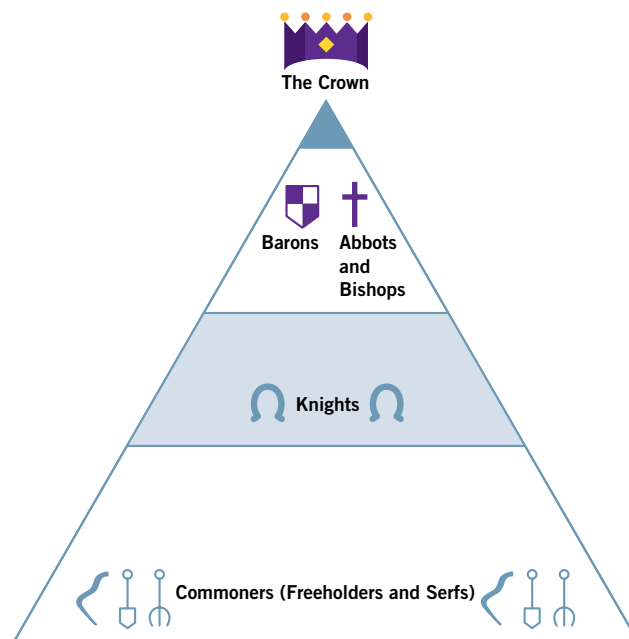 The Crown
Barons
Abbots
and
Bishops
Knights
Commoners (Freeholders and Serfs)